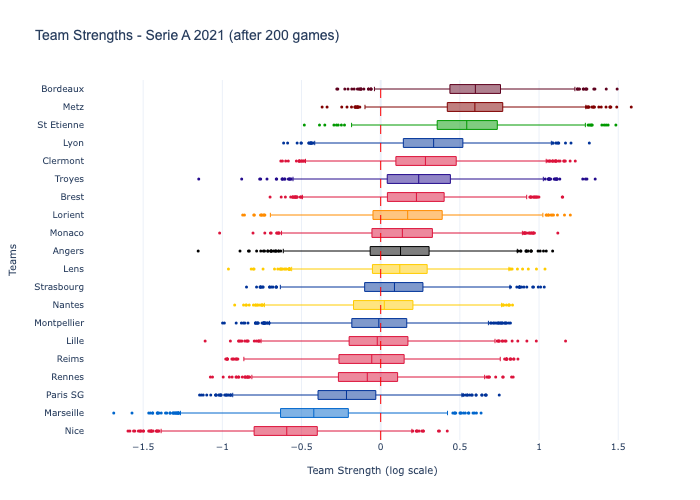 Team Strengths - Serie A 2021 (after 200 games)
Teams
Bordeaux
Metz
St Etienne
Lyon
Clermont
Troyes
Brest
Lorient
Monaco
Angers
Lens
Strasbourg
Nantes
Montpellier
Lille
Reims
Rennes
Paris SG
Marseille
Nice
−1.5 −1 −0.5 0 0.5 1 1.5
Team Strength (log scale)